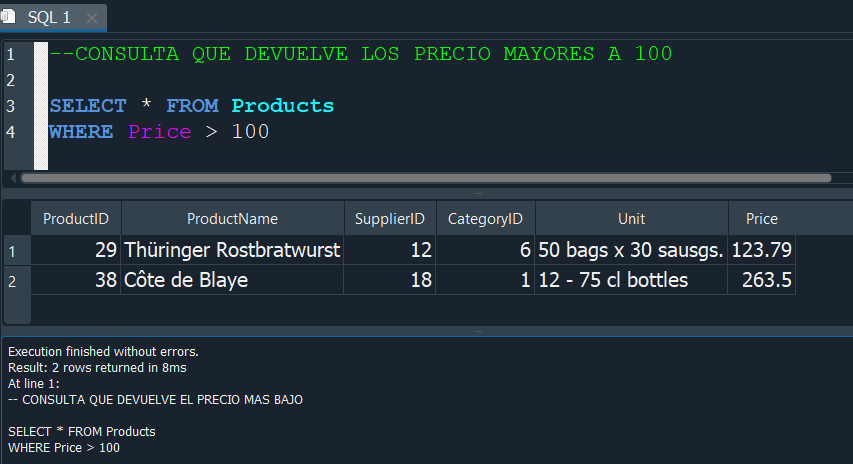 SQL 1
1 --CONSULTA QUE DEVUELVE LOS PRECIO MAYORES A 100
2
3 SELECT * FROM Products
4 WHERE Price > 100
ProductID ProductName SupplierID CategoryID Unit Price
1 29 Thüringer Rostbratwurst 12 6 50 bags x 30 sausgs. 123.79
2 38 Côte de Blaye 18 1 12 - 75 cl bottles 263.5
Execution finished without errors.
Result: 2 rows returned in 8ms
At line 1:
-- CONSULTA QUE DEVUELVE EL PRECIO MAS BAJO
SELECT * FROM Products
WHERE Price > 100